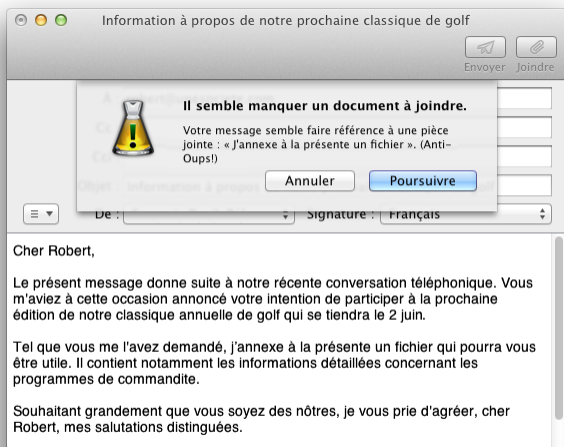 Information à propos de notre prochaine classique de golf
Envoyer Joindre
Il semble manquer un document à joindre.
Votre message semble faire référence à une pièce
jointe : « J'annexe à la présente un fichier ». (Anti-
Oups!)
Annuler Poursuivre
De : Signature : Français
Cher Robert,
Le présent message donne suite à notre récente conversation téléphonique. Vous
m'aviez à cette occasion annoncé votre intention de participer à la prochaine
édition de notre classique annuelle de golf qui se tiendra le 2 juin.
Tel que vous me l'avez demandé, j'annexe à la présente un fichier qui pourra vous
être utile. Il contient notamment les informations détaillées concernant les
programmes de commandite.
Souhaitant grandement que vous soyez des nôtres, je vous prie d'agréer, cher
Robert, mes salutations distinguées.